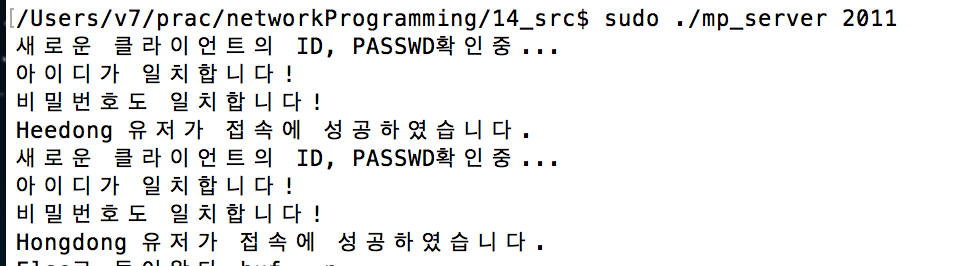 /Users/v7/prac/networkProgramming/14_src$ sudo ./mp_server 2011
새로운 클라이언트의 ID, PASSWD확인중...
아이디가 일치합니다!
비밀번호도 일치합니다!
Heedong 유저가 접속에 성공하였습니다.
새로운 클라이언트의 ID, PASSWD확인중...
아이디가 일치합니다!
비밀번호도 일치합니다!
Hongdong 유저가 접속에 성공하였습니다.